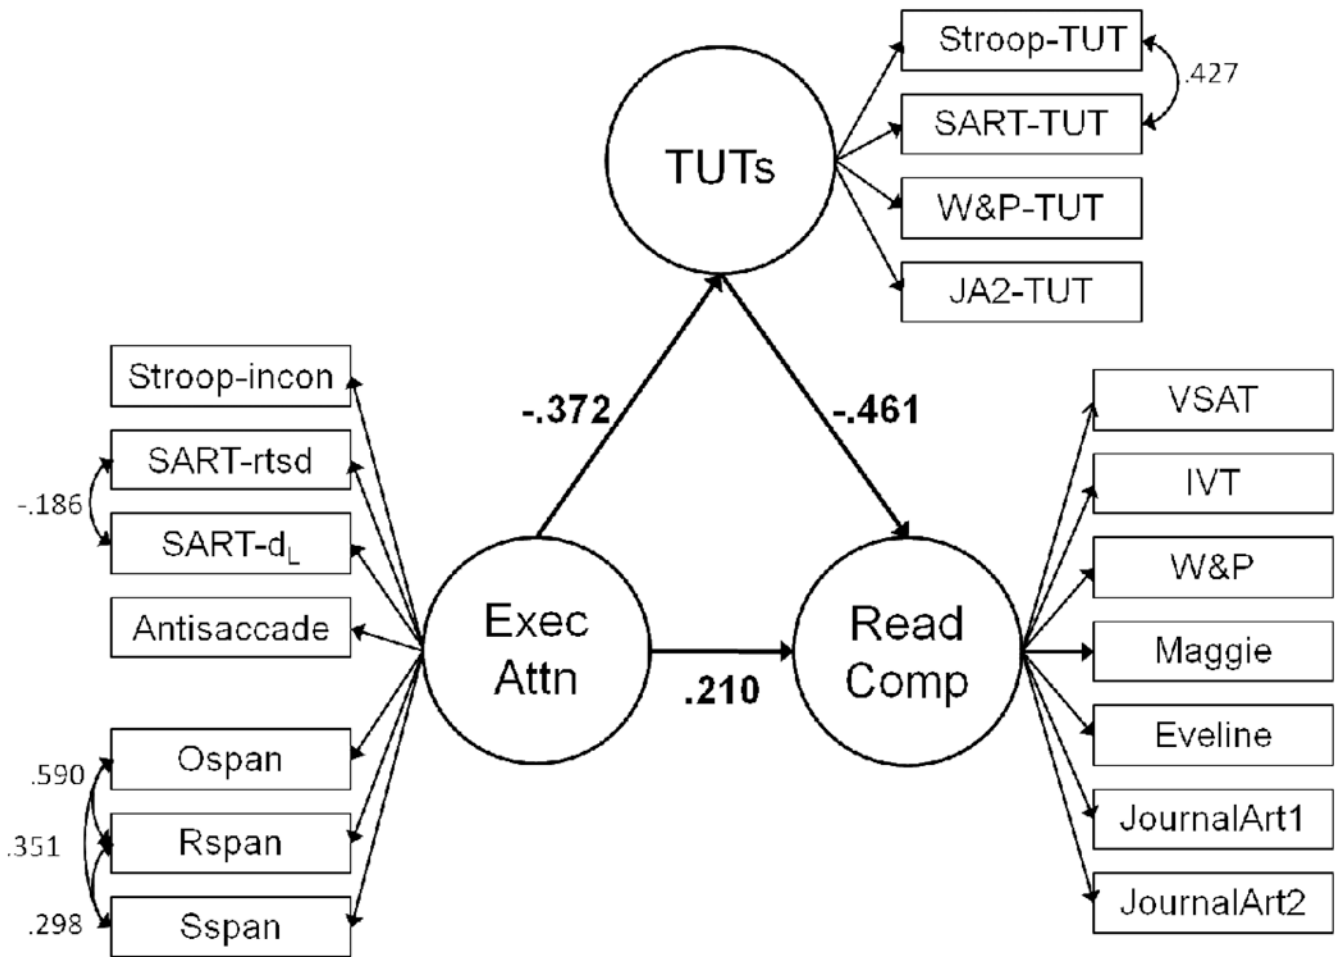 Stroop-TUT
.427
SART-TUT
TUTs
W&P-TUT
JA2-TUT
Stroop-incon
-.372
-.461
VSAT
SART-rtsd
IVT
-.186
SART-dL
W&P
Antisaccade
Exec
Attn
Read
Comp
Maggie
.210
Eveline
Ospan
.590
JournalArt1
Rspan
.351
JournalArt2
Sspan
.298